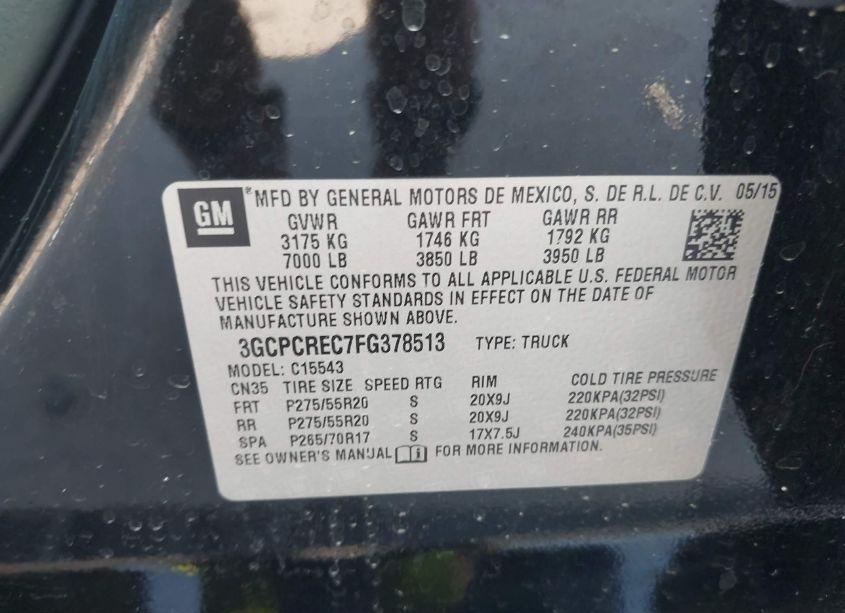 GM
MFD BY GENERAL MOTORS DE MEXICO, S. DE R.L. DE C.V. 05/15
GVWR GAWR FRT GAWR RR
3175 KG 1746 KG 1792 KG
7000 LB 3850 LB 3950 LB
THIS VEHICLE CONFORMS TO ALL APPLICABLE U.S. FEDERAL MOTOR
VEHICLE SAFETY STANDARDS IN EFFECT ON THE DATE OF
MANUFACTURE SHOWN ABOVE.
3GCPCREC7FG378513 TYPE: TRUCK
MODEL: C15543
CN35 TIRE SIZE SPEED RTG RIM COLD TIRE PRESSURE
FRT P275/55R20 S 20X9J 220KPA(32PSI)
RR P275/55R20 S 20X9J 220KPA(32PSI)
SPA P265/70R17 S 17X7.5J 240KPA(35PSI)
SEE OWNER'S MANUAL FOR MORE INFORMATION.